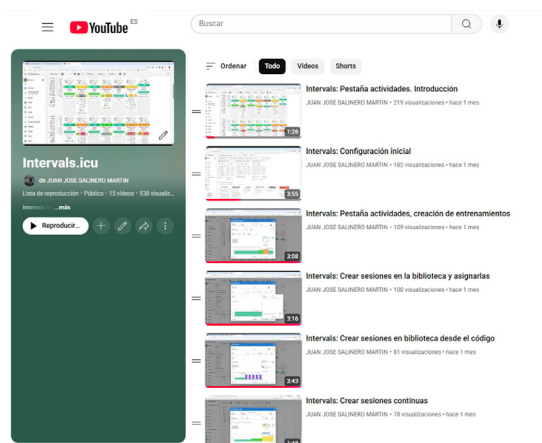 YouTube ES
Buscar
Ordenar Todo Vídeos Shorts
Intervals: Pestaña actividades. Introducción
JUAN JOSE SALINERO MARTIN • 219 visualizaciones • hace 1 mes
1:26
Intervals.icu
de JUAN JOSE SALINERO MARTIN
Lista de reproducción • Público • 15 vídeos • 938 visualiz...
...más
Reproducir...
Intervals: Configuración inicial
JUAN JOSE SALINERO MARTIN • 182 visualizaciones • hace 1 mes
3:55
Intervals: Pestaña actividades, creación de entrenamientos
JUAN JOSE SALINERO MARTIN • 109 visualizaciones • hace 1 mes
3:08
Intervals: Crear sesiones en la biblioteca y asignarlas
JUAN JOSE SALINERO MARTIN • 100 visualizaciones • hace 1 mes
3:16
Intervals: Crear sesiones en biblioteca desde el código
JUAN JOSE SALINERO MARTIN • 81 visualizaciones • hace 1 mes
3:43
Intervals: Crear sesiones continuas
JUAN JOSE SALINERO MARTIN • 78 visualizaciones • hace 1 mes